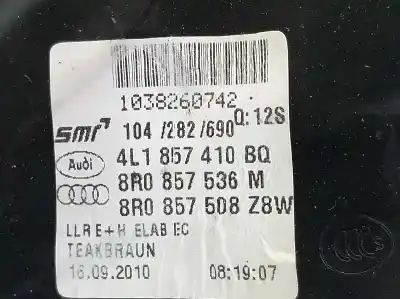 1038260742
smr 104 /282/690 Q:12S
Audi 4L1 857 410 BQ
8R0 857 536 M
8R0 857 508 Z8W
LLR E+H ELAB EC
TEAKBRAUN
16.09.2010 08:19:07